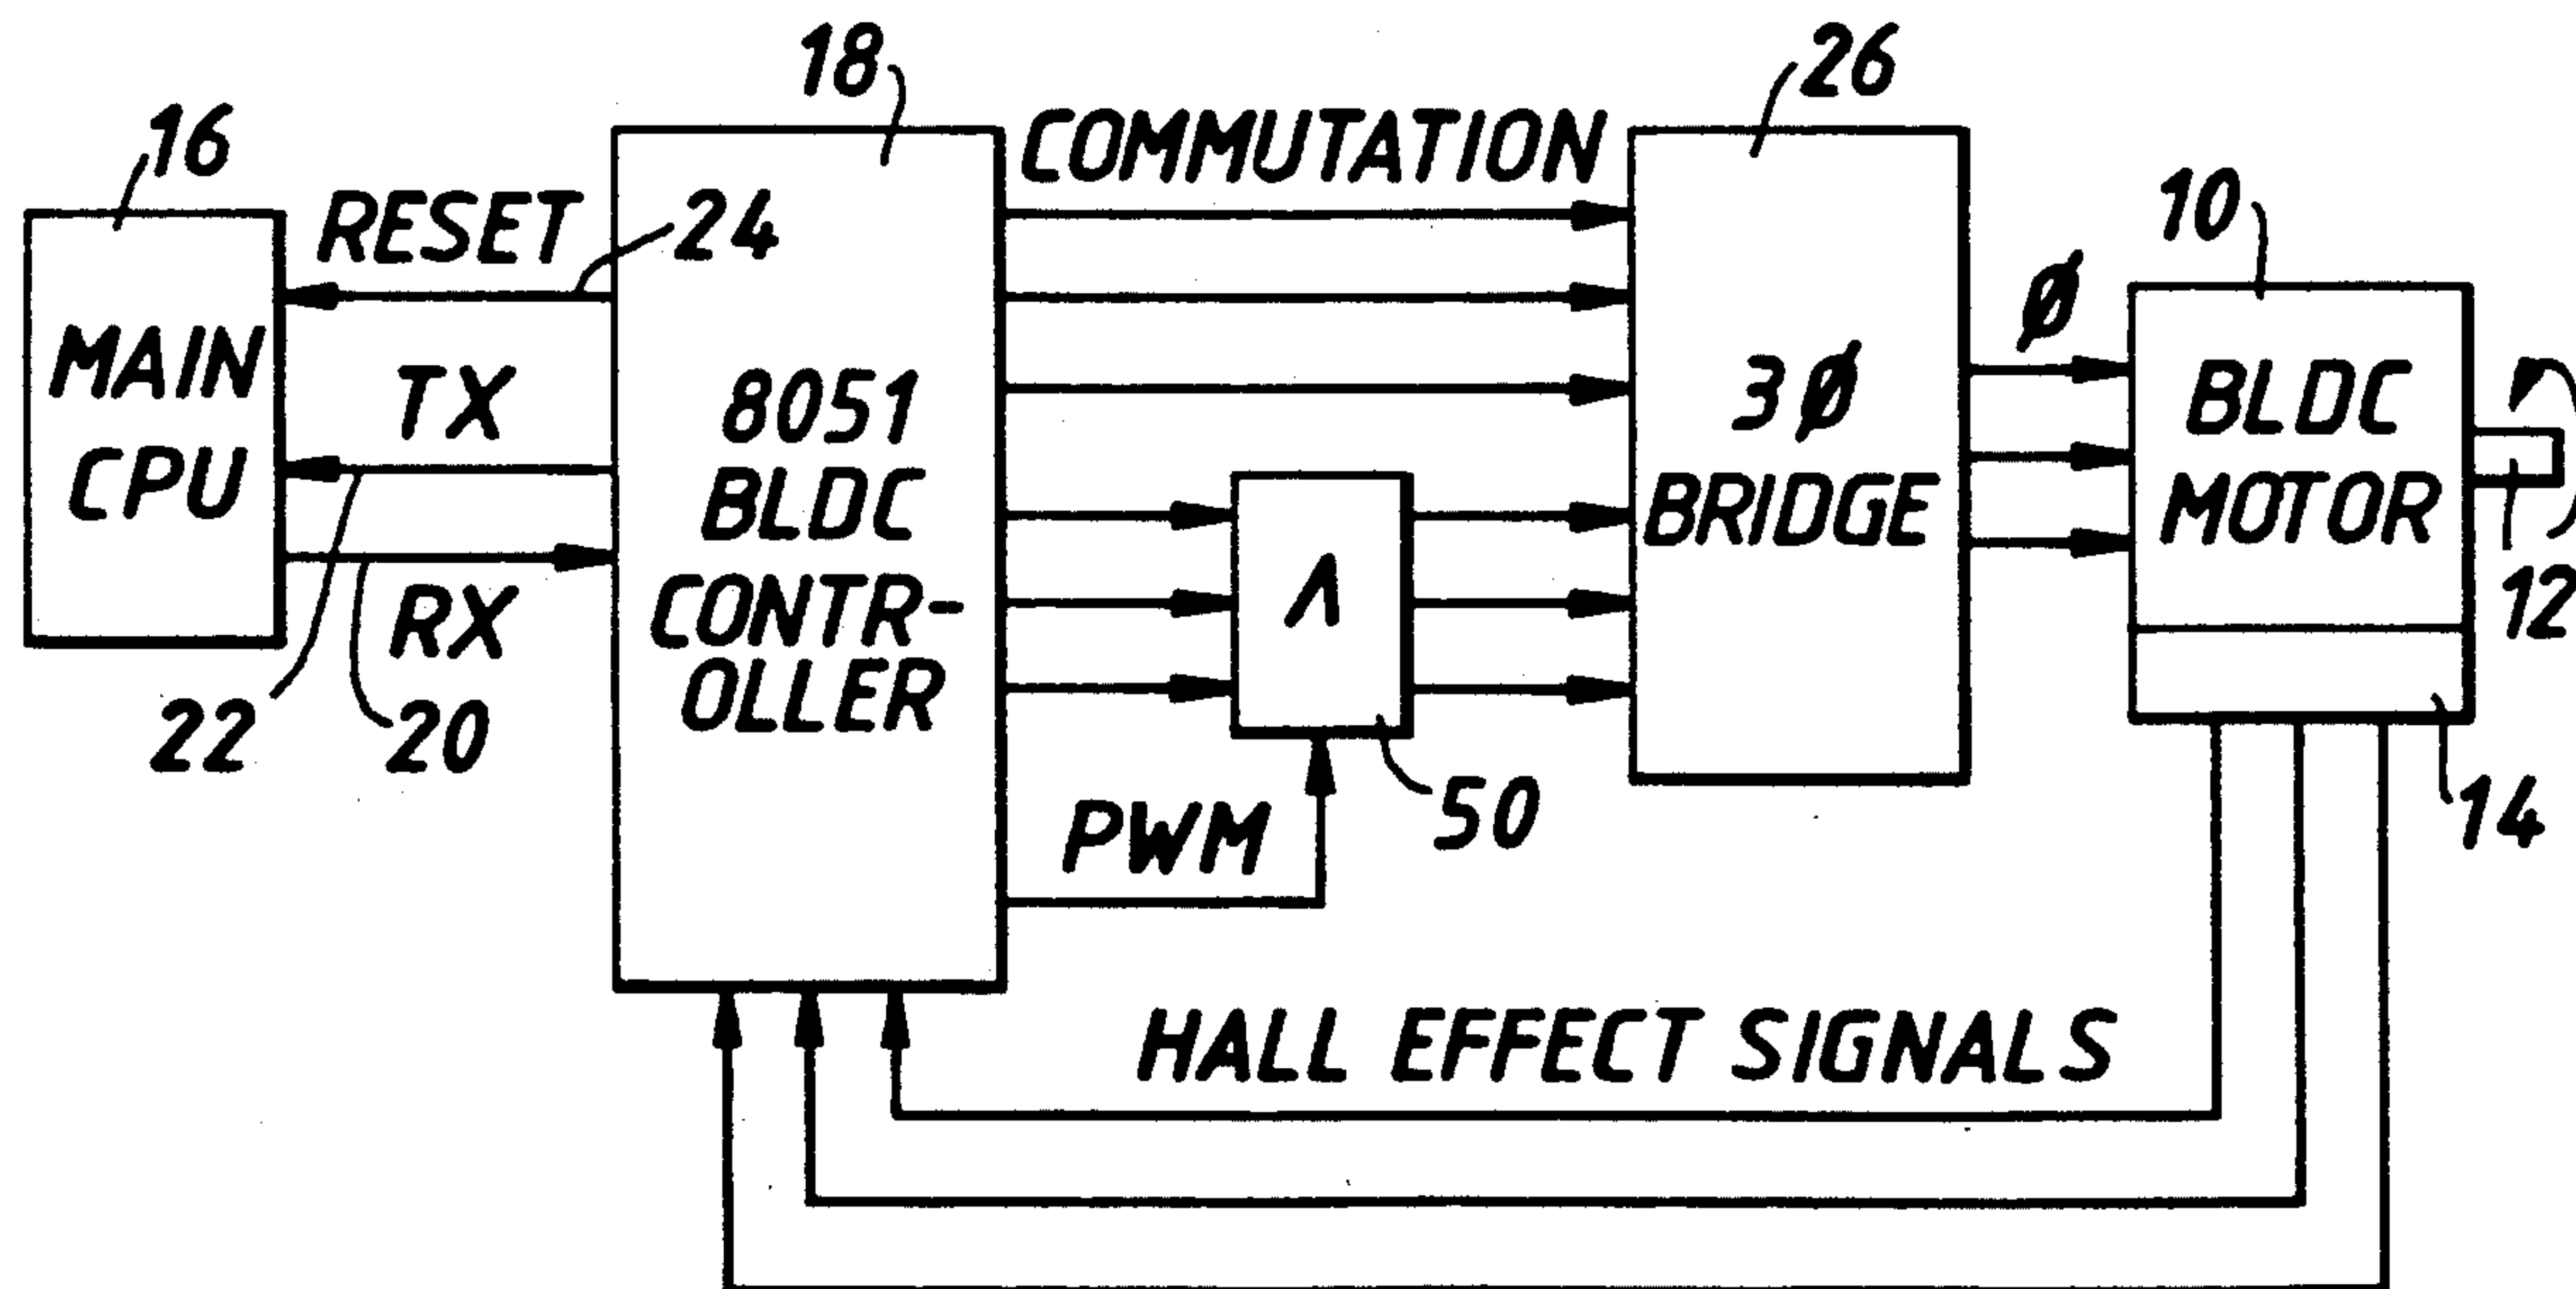 18
26
16
COMMUTATION
10
RESET
24
Ø
MAIN
CPU
TX
8051
BLDC
CONTR-
OLLER
3Ø
BRIDGE
BLDC
MOTOR
Λ
12
RX
22
20
50
14
PWM
HALL EFFECT SIGNALS